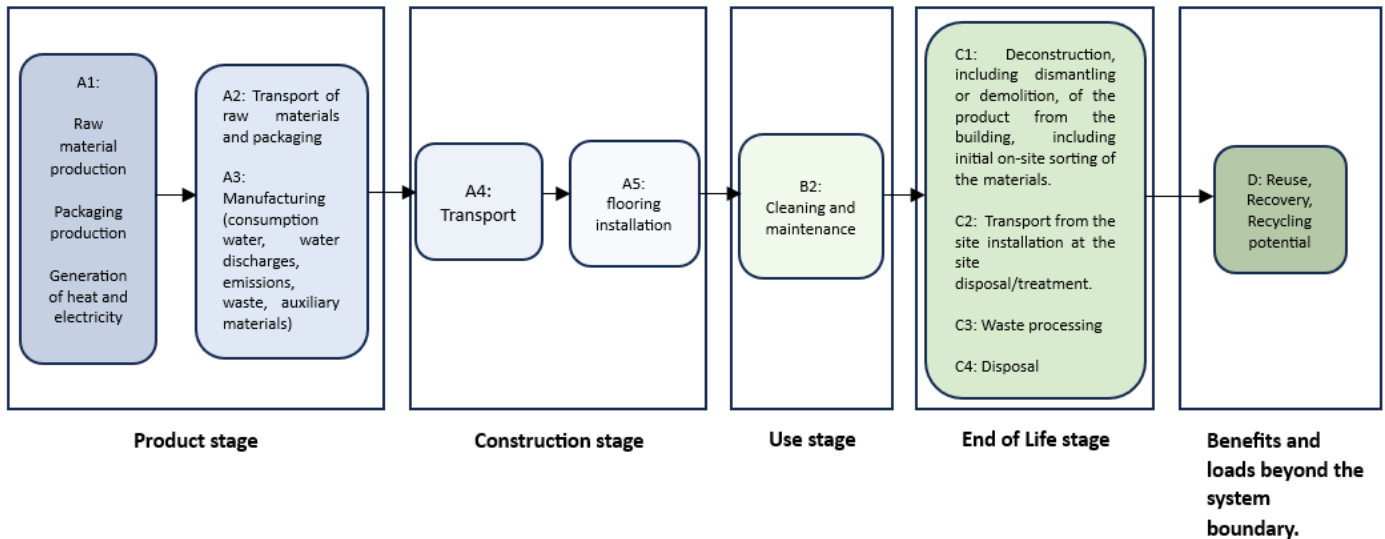 A1:
Raw
material
production
Packaging
production
Generation
of heat and
electricity
A2: Transport of
raw materials
and packaging
A3:
Manufacturing
(consumption
water, water
discharges,
emissions,
waste, auxiliary
materials)
Product stage
A4:
Transport
A5:
flooring
installation
Construction stage
B2:
Cleaning and
maintenance
Use stage
C1: Deconstruction,
including dismantling
or demolition, of the
product from the
building, including
initial on-site sorting of
the materials.
C2: Transport from the
site installation at the
site
disposal/treatment.
C3: Waste processing
C4: Disposal
End of Life stage
D: Reuse,
Recovery,
Recycling
potential
Benefits and
loads beyond the
system
boundary.